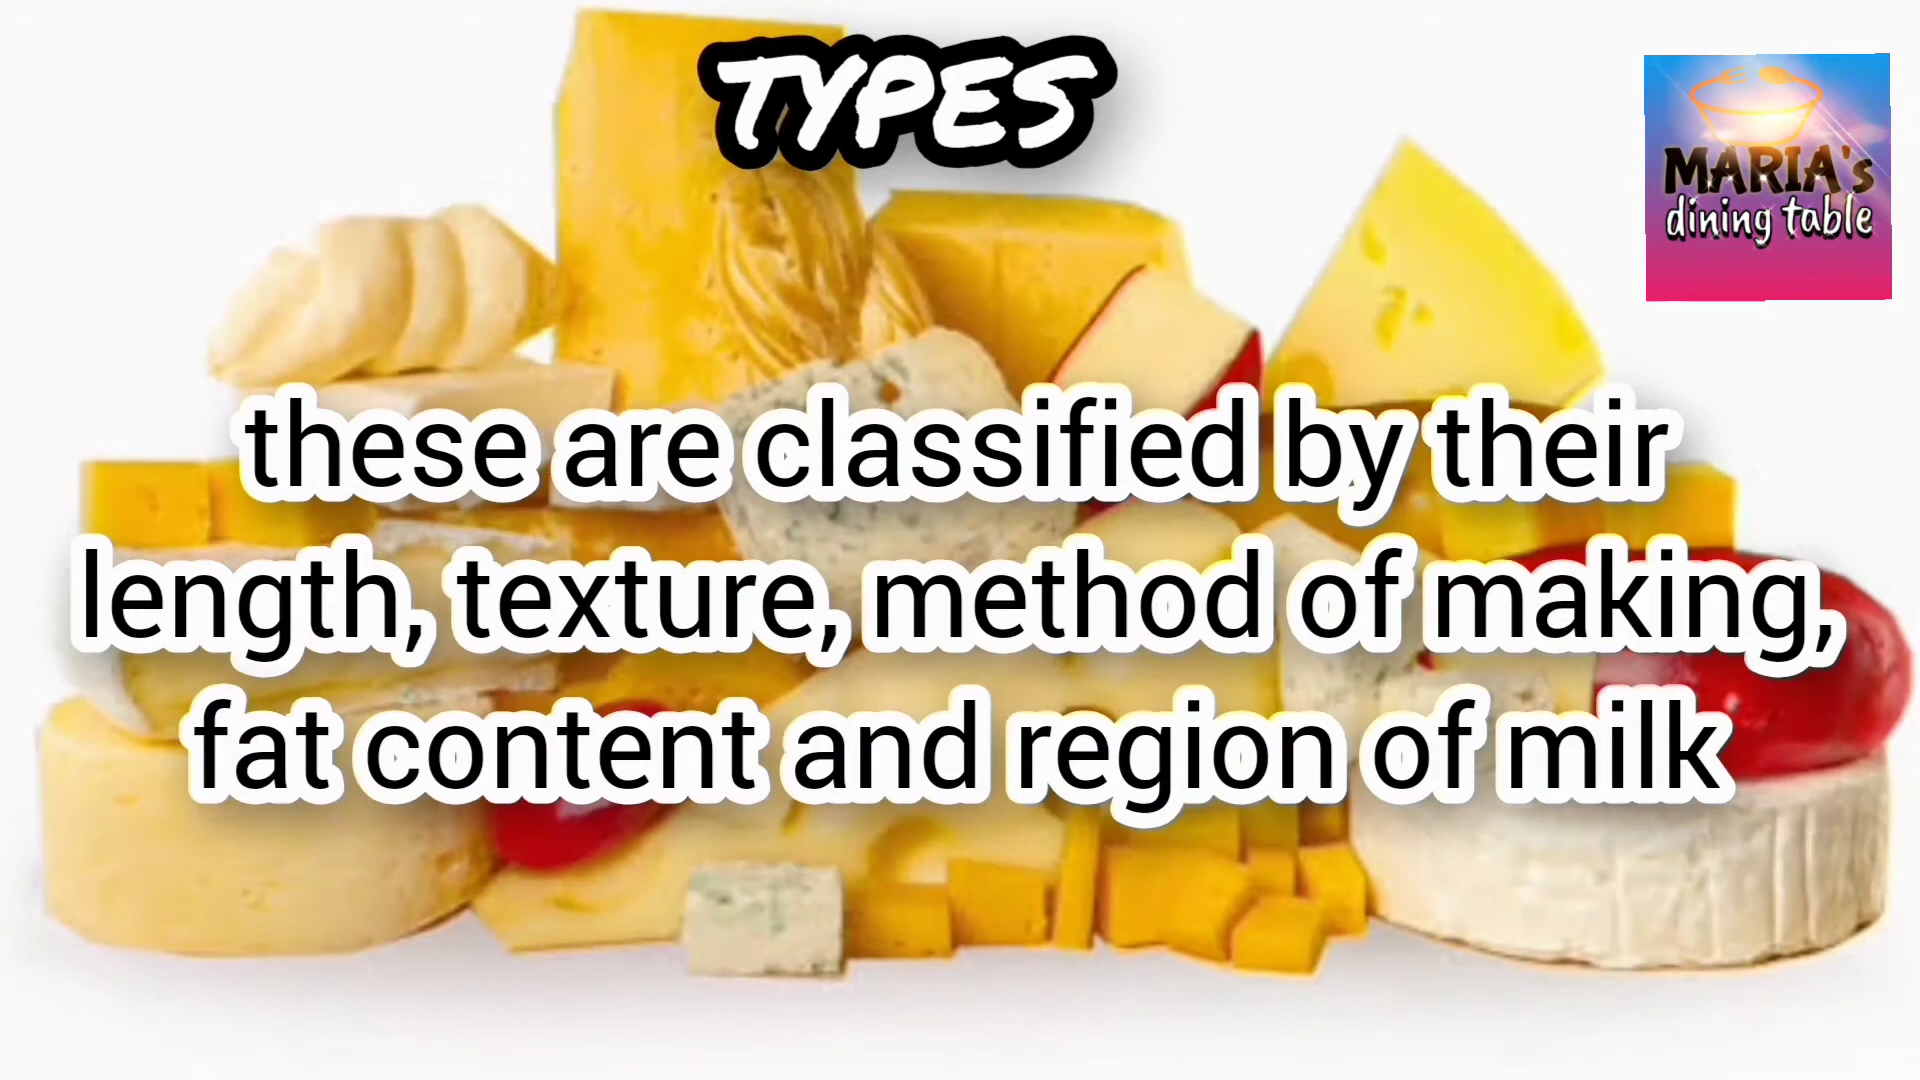 TYPES
MARIA's
dining table
these are classified by their
length, texture, method of making,
fat content and region of milk